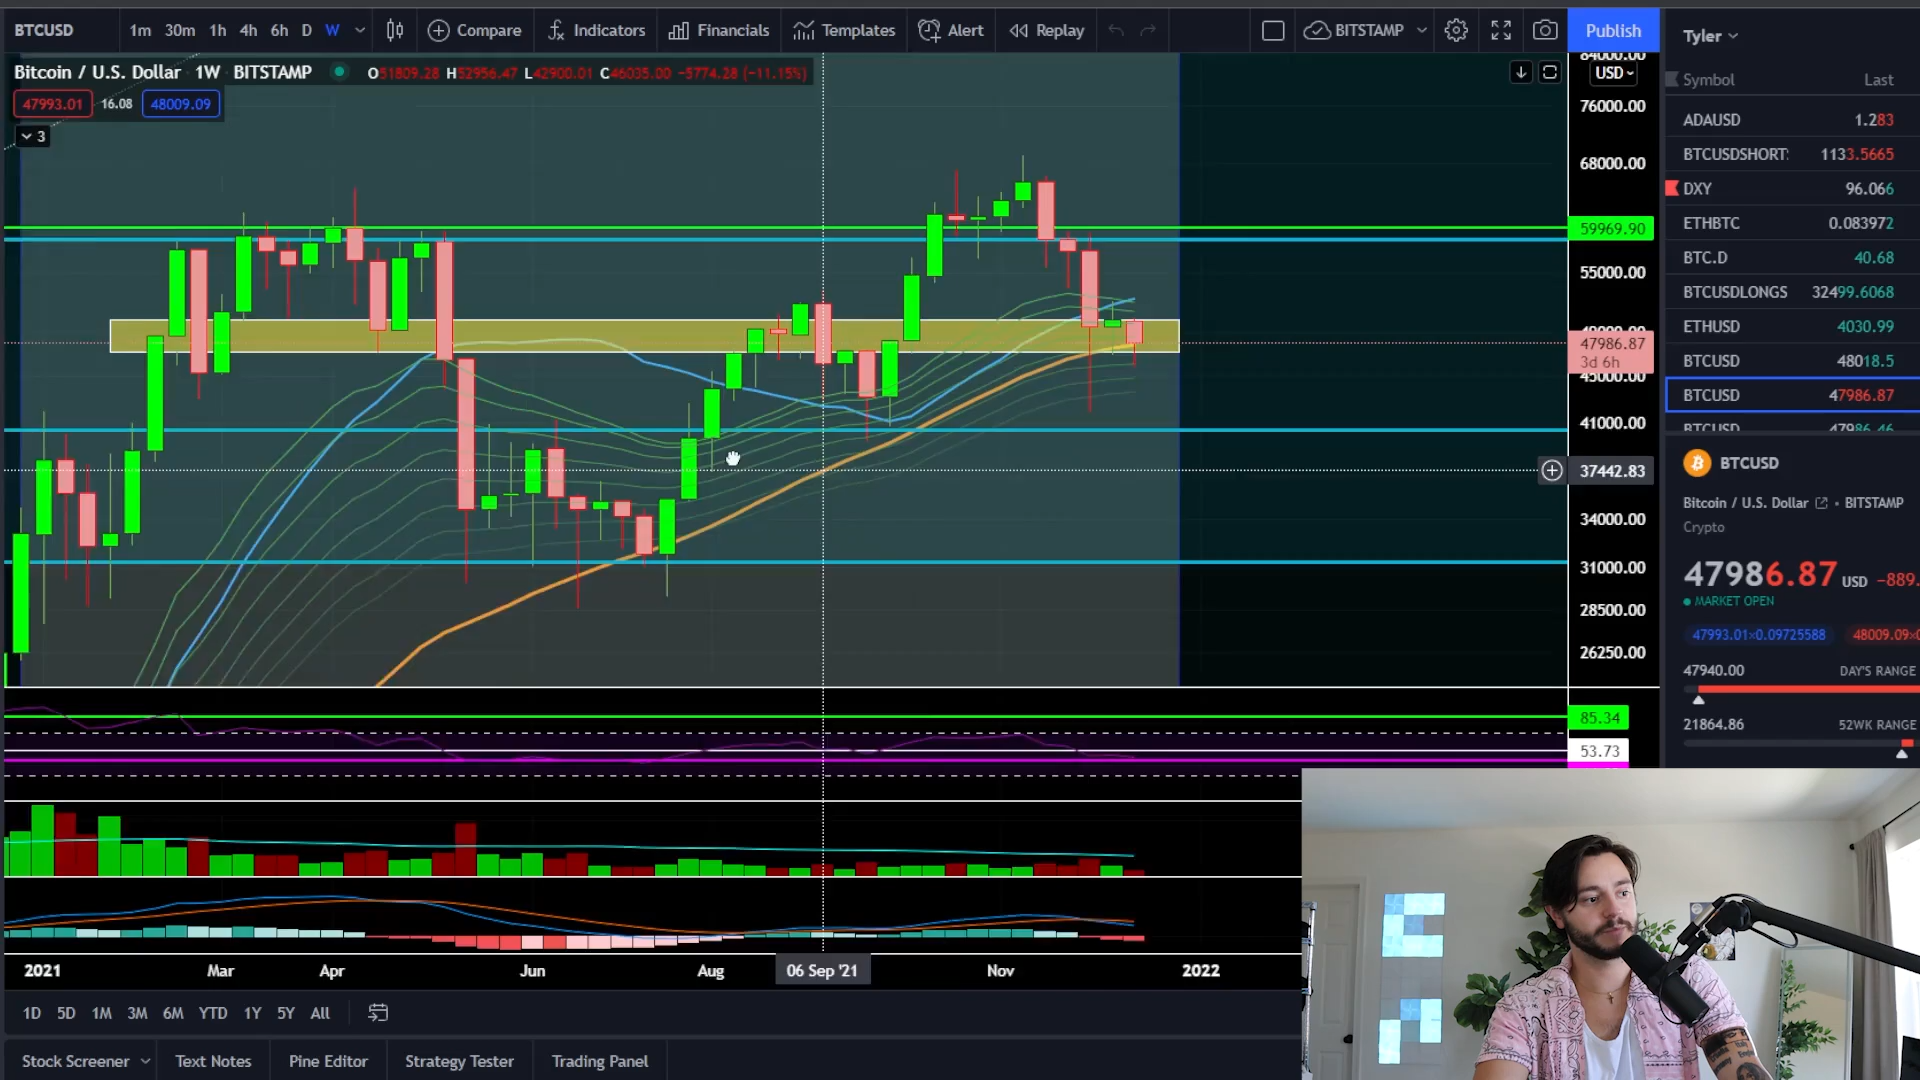 BTCUSD 1m 30m 1h 4h 6h D W Compare Indicators Financials Templates Alert Replay BITSTAMP Publish
Bitcoin / U.S. Dollar 1W BITSTAMP O51809.28 H52956.47 L42900.01 C46035.00 −5774.28 (−11.15%)
47993.01 16.08 48009.09
3
84000.00
USD
76000.00
68000.00
59969.90
55000.00
47986.87
3d 6h
45000.00
41000.00
37442.83
34000.00
31000.00
28500.00
26250.00
85.34
53.73
2021 Mar Apr Jun Aug 06 Sep '21 Nov 2022
1D 5D 1M 3M 6M YTD 1Y 5Y All
Stock Screener Text Notes Pine Editor Strategy Tester Trading Panel
Tyler
Symbol Last
ADAUSD 1.283
BTCUSDSHORT 1133.5665
DXY 96.066
ETHBTC 0.083972
BTC.D 40.68
BTCUSDLONGS 32499.6068
ETHUSD 4030.99
BTCUSD 48018.5
BTCUSD 47986.87
BTCUSD 47986.46
BTCUSD
Bitcoin / U.S. Dollar • BITSTAMP
Crypto
47986.87 USD −889.
MARKET OPEN
47993.01×0.09725588 48009.09×0
47940.00 DAY'S RANGE
21864.86 52WK RANGE